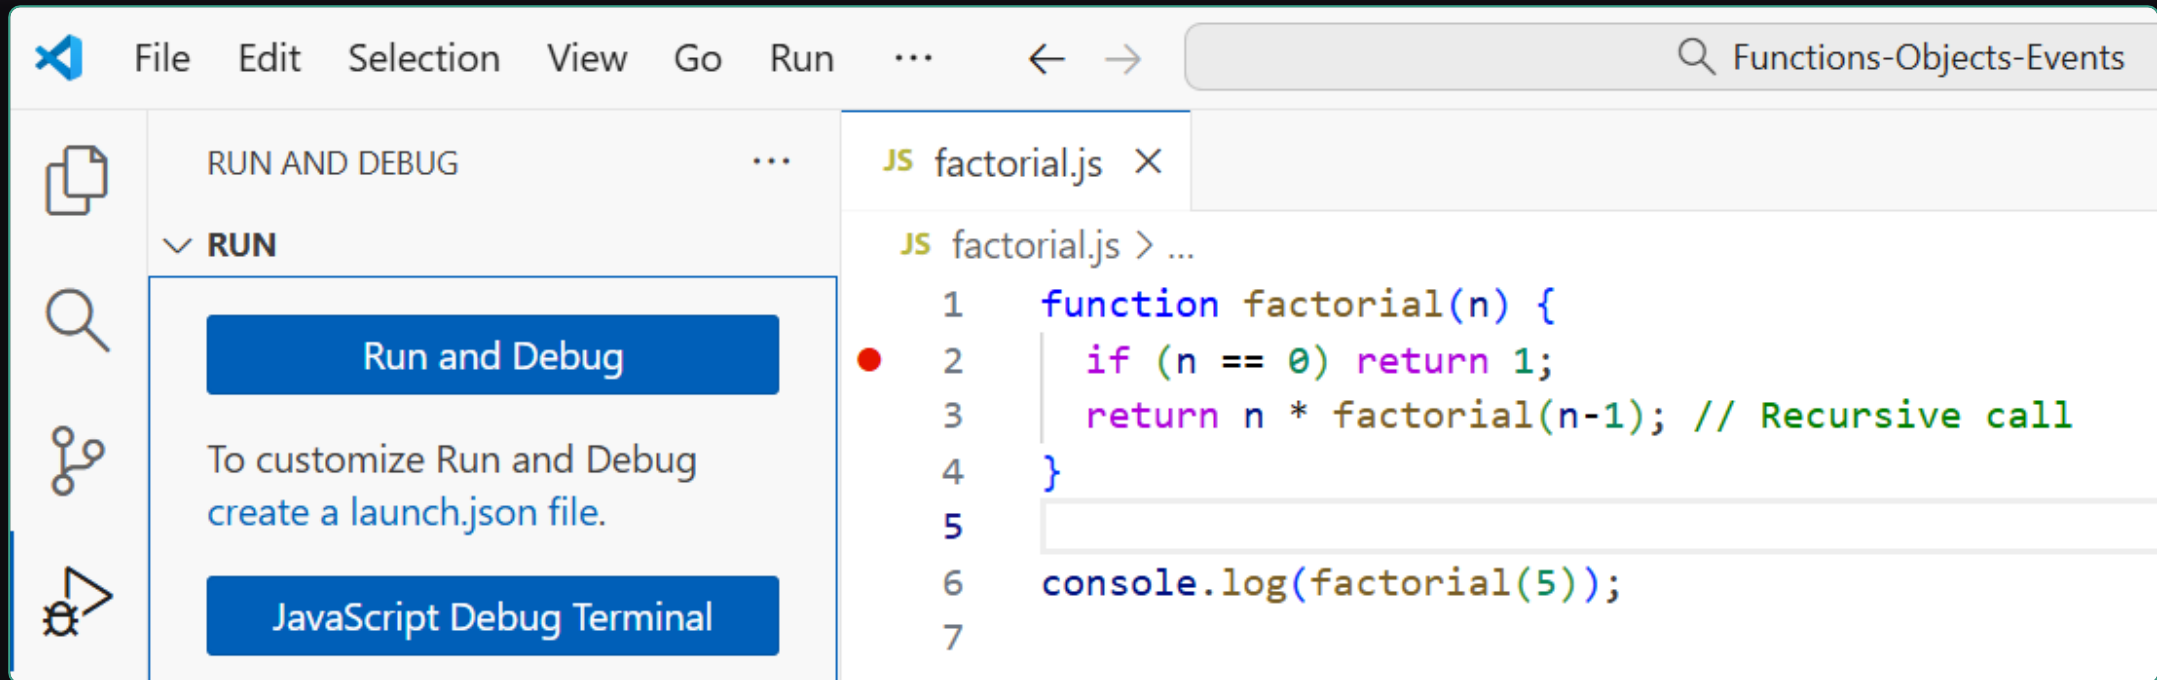 File Edit Selection View Go Run ... Functions-Objects-Events
RUN AND DEBUG ...
RUN
Run and Debug
To customize Run and Debug
create a launch.json file.
JavaScript Debug Terminal
JS factorial.js
JS factorial.js > ...
1 function factorial(n) {
2 if (n == 0) return 1;
3 return n * factorial(n-1); // Recursive call
4 }
5
6 console.log(factorial(5));
7